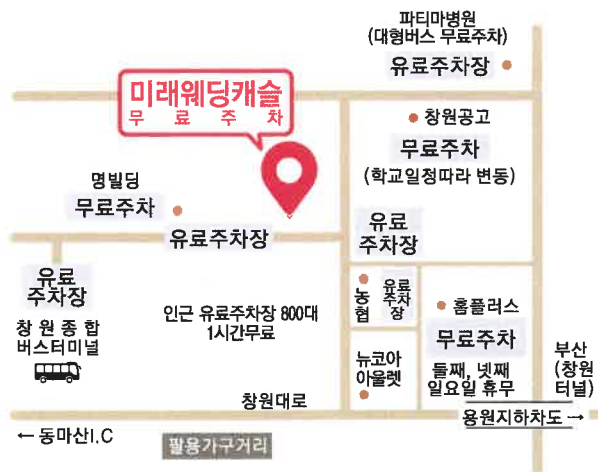 파티마병원
(대형버스 무료주차)
유료주차장
미래웨딩캐슬
무료주차
창원공고
무료주차
(학교일정따라 변동)
명빌딩
무료주차
유료주차장
유료
주차장
유료
주차장
창원종합
버스터미널
인근 유료주차장 800대
1시간무료
농협
유료
주차
장
홈플러스
무료주차
둘째, 넷째
일요일 휴무
뉴코아
아울렛
부산
(창원
터널)
창원대로
용원지하차도 →
← 동마산I.C
팔용가구거리